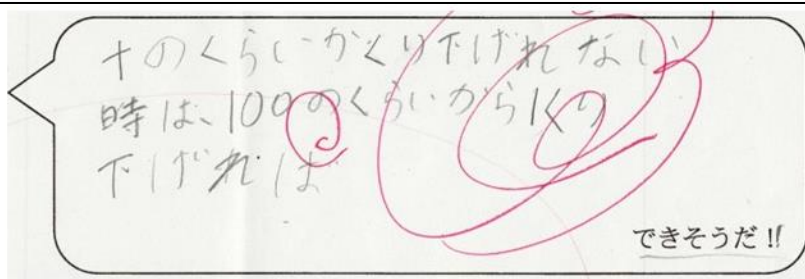 十のくらいがくり下げれない
時は、100のくらいからくり
下げれば
できそうだ!!